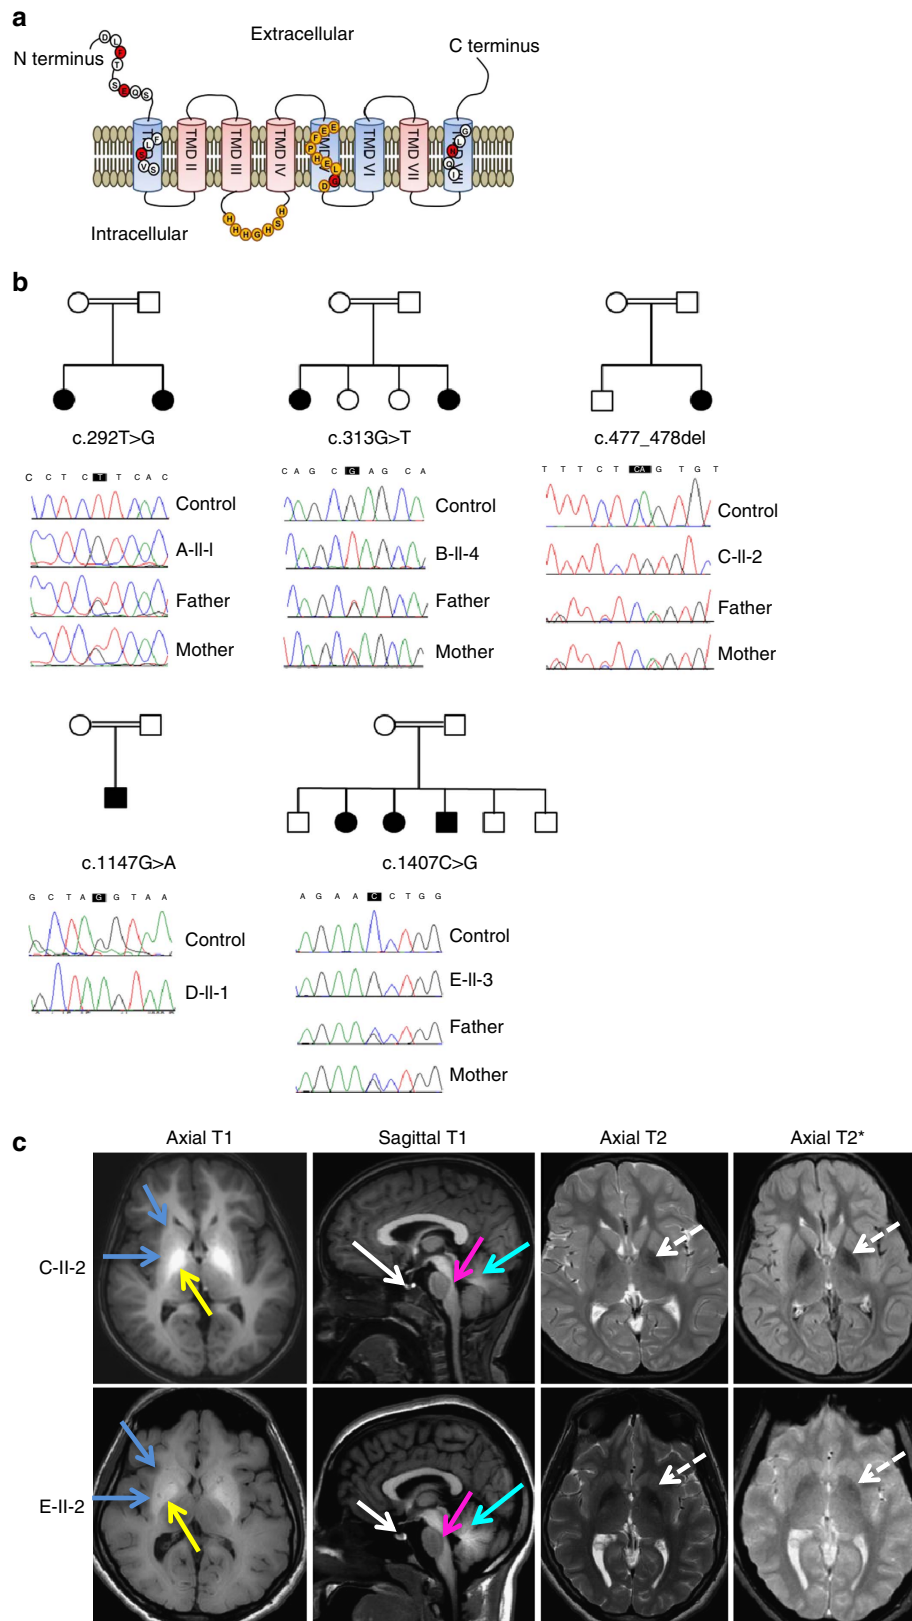 a
Extracellular
N terminus
C terminus
D L F T S E Q S
TMD II
TMD III
TMD IV
TMD VI
TMD VII
F L V S
E E F P H E L G D
G L H Q I
H H H G H S H
Intracellular
b
c.292T>G
c.313G>T
c.477_478del
C C T C T T C A C
C A G C G A G C A
T T T C T CA G T G T
Control
Control
Control
A-II-I
B-II-4
C-II-2
Father
Father
Father
Mother
Mother
Mother
c.1147G>A
c.1407C>G
G C T A G G T A A
A G A A C C T G G
Control
Control
D-II-1
E-II-3
Father
Mother
c
Axial T1
Sagittal T1
Axial T2
Axial T2*
C-II-2
E-II-2